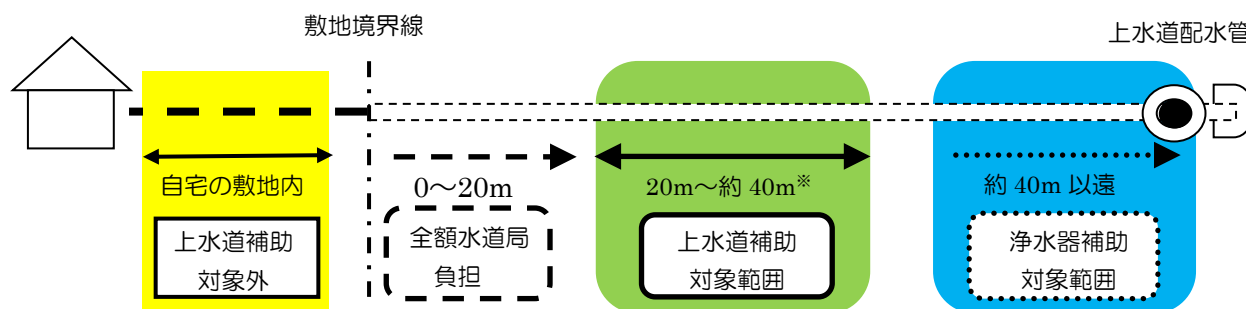 敷地境界線
上水道配水管
自宅の敷地内
0～20m
20m～約 40m※
約 40m 以遠
上水道補助
対象外
全額水道局
負担
上水道補助
対象範囲
浄水器補助
対象範囲